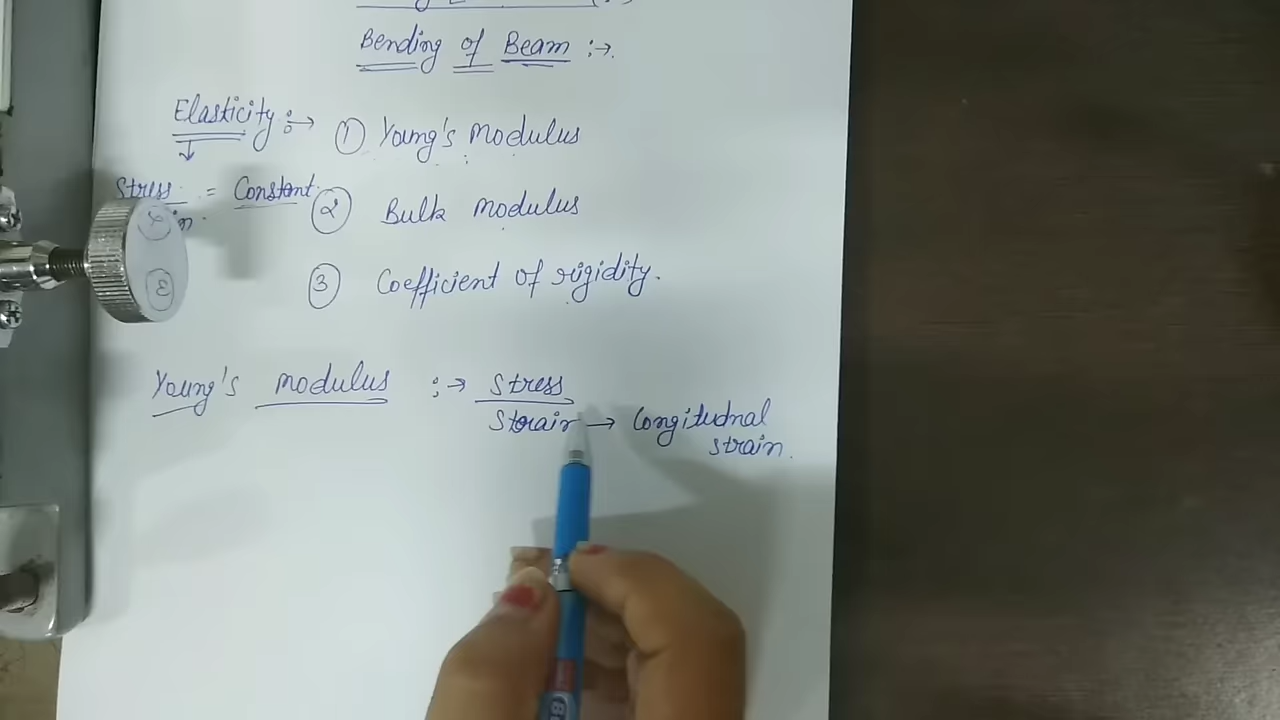 Bending of Beam :→.
Elasticity :→ ① Young's modulus
Stress = Constant.
② Bulk modulus
③ Coefficient of rigidity.
Young's modulus :→ Stress
Strain → Longitudnal
strain.